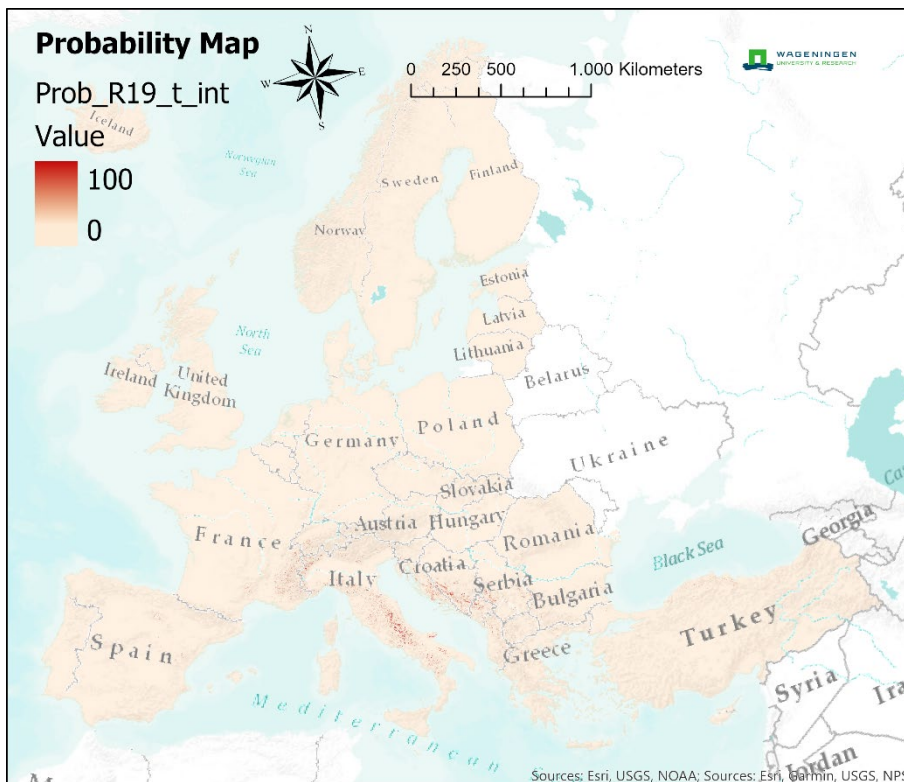 Probability Map
Prob_R19_t_int
Value
100
0
N
W
E
S
0 250 500 1.000 Kilometers
WAGENINGEN
UNIVERSITY & RESEARCH
Iceland
Norwegian
Sea
Sweden
Finland
Norway
Estonia
Latvia
Lithuania
North
Sea
Ireland
United
Kingdom
Belarus
Germany
Poland
Ukraine
Slovakia
Austria
Hungary
France
Romania
Georgia
Croatia
Black Sea
Italy
Serbia
Bulgaria
Spain
Turkey
Greece
Syria
Mediterranean
Jordan
Sources: Esri, USGS, NOAA; Sources: Esri, Garmin, USGS, NPS